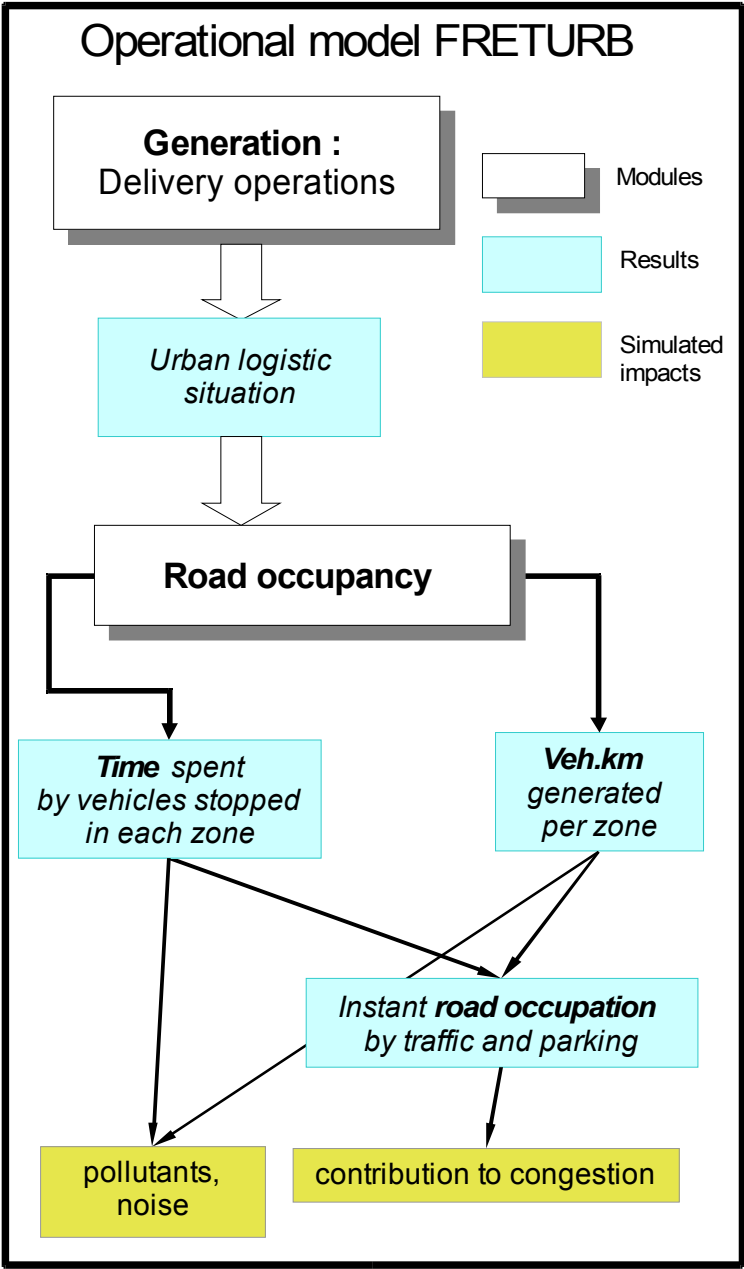 Operational model FRETURB
Generation :
Delivery operations
Modules
Results
Simulated
impacts
Urban logistic
situation
Road occupancy
Time spent
by vehicles stopped
in each zone
Veh.km
generated
per zone
Instant road occupation
by traffic and parking
pollutants,
noise
contribution to congestion